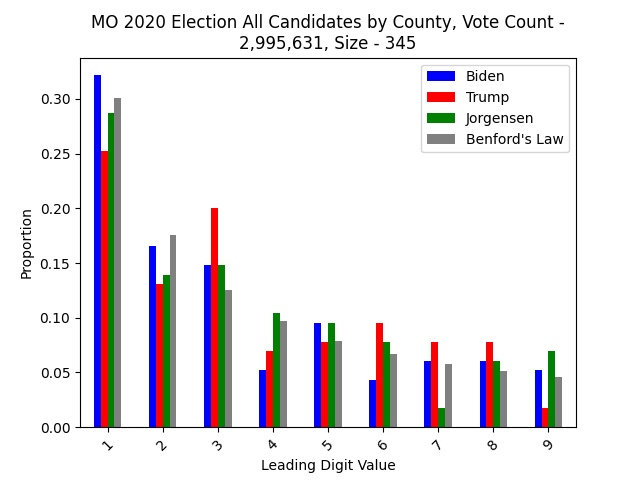 MO 2020 Election All Candidates by County, Vote Count -
2,995,631, Size - 345
Biden
Trump
Jorgensen
Benford's Law
Proportion
0.30
0.25
0.20
0.15
0.10
0.05
0.00
1 2 3 4 5 6 7 8 9
Leading Digit Value